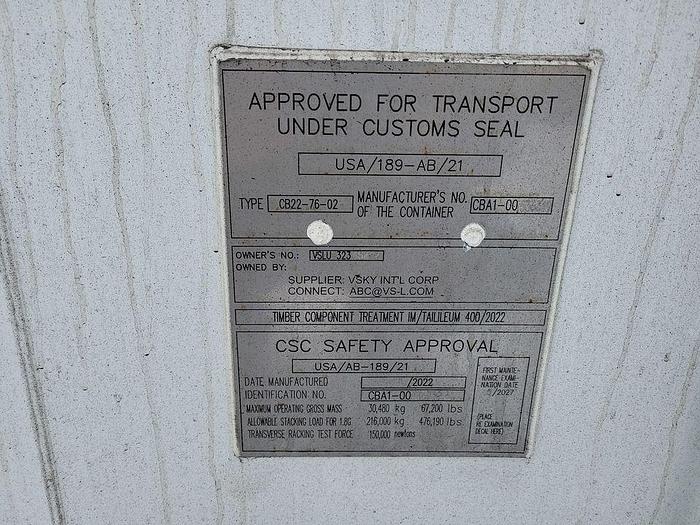 APPROVED FOR TRANSPORT
UNDER CUSTOMS SEAL
USA/189-AB/21
TYPE CB22-76-02 MANUFACTURER'S NO. OF THE CONTAINER CBA1-00
OWNER'S NO.: VSLU 323
OWNED BY:
SUPPLIER: VSKY INT'L CORP
CONNECT: ABC@VS-L.COM
TIMBER COMPONENT TREATMENT IM/TAILILEUM 400/2022
CSC SAFETY APPROVAL
USA/AB-189/21
DATE MANUFACTURED /2022
IDENTIFICATION NO. CBA1-00
MAXIMUM OPERATING GROSS MASS 30,480 kg 67,200 lbs
ALLOWABLE STACKING LOAD FOR 1.8G 216,000 kg 476,190 lbs
TRANSVERSE RACKING TEST FORCE 150,000 newtons
FIRST MAINTE-
NANCE EXAMI-
NATION DATE
/2027
(PLACE
RE EXAMINATION
DECAL HERE)